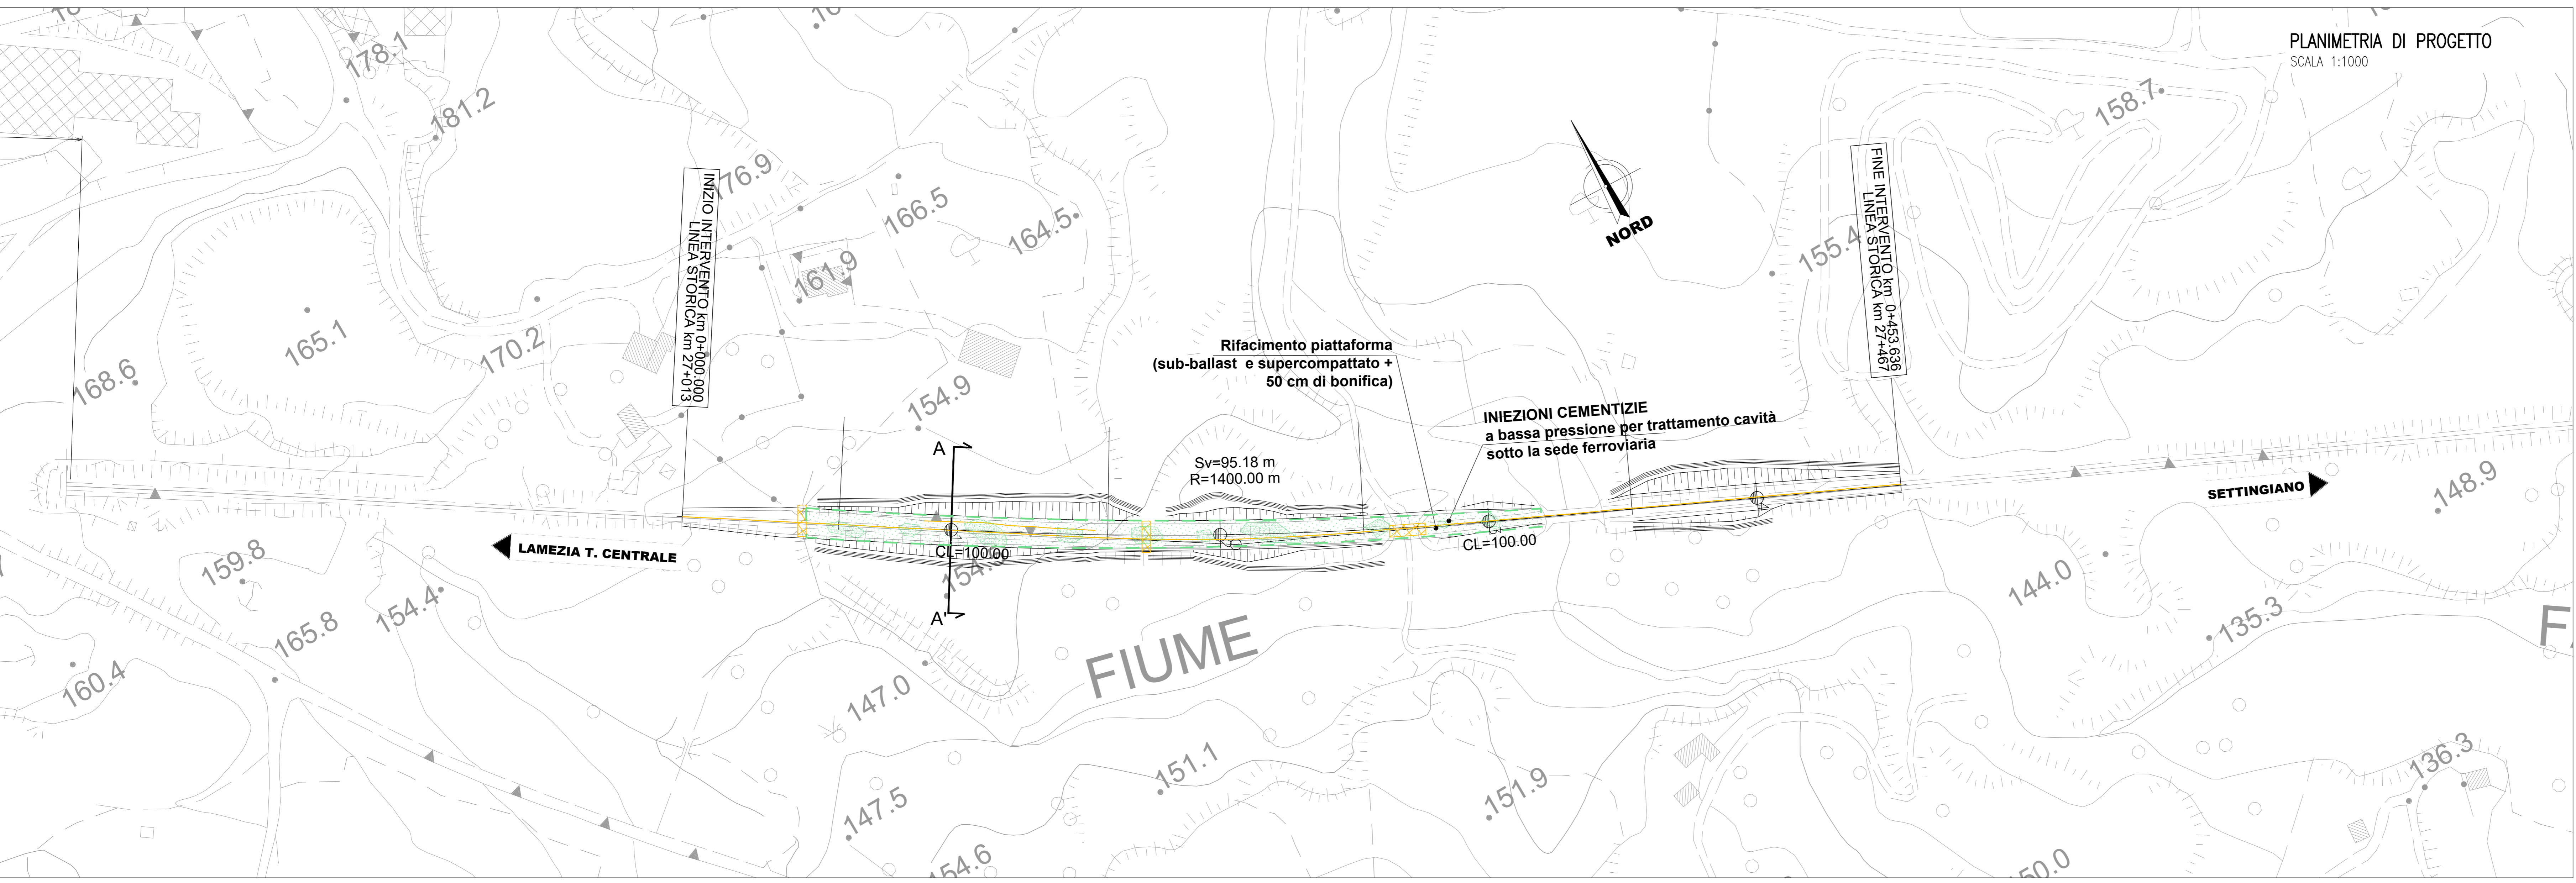 PLANIMETRIA DI PROGETTO
SCALA 1:1000
178.1
181.2
176.9
166.5
164.5
161.9
158.7
155.4
165.1
170.2
168.6
154.9
NORD
INIZIO INTERVENTO km 0+000.000
LINEA STORICA km 27+013
FINE INTERVENTO km 0+453.636
LINEA STORICA km 27+467
Rifacimento piattaforma
(sub-ballast e supercompattato +
50 cm di bonifica)
INIEZIONI CEMENTIZIE
a bassa pressione per trattamento cavità
sotto la sede ferroviaria
A
Sv=95.18 m
R=1400.00 m
SETTINGIANO
148.9
LAMEZIA T. CENTRALE
CL=100.00
CL=100.00
154.9
A'
159.8
154.4
165.8
160.4
144.0
135.3
FIUME
F
147.0
151.1
151.9
136.3
147.5
154.6
50.0